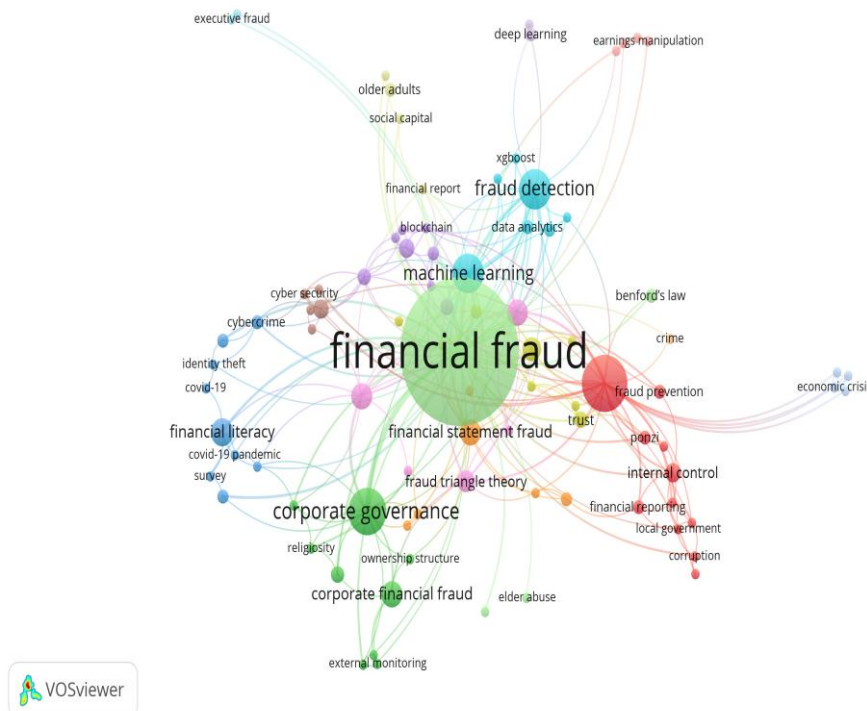 executive fraud
deep learning
earnings manipulation
older adults
social capital
xgboost
financial report
fraud detection
blockchain
data analytics
machine learning
cyber security
benford's law
cybercrime
crime
financial fraud
identity theft
covid-19
economic crisi
fraud prevention
financial literacy
financial statement fraud
trust
ponzi
covid-19 pandemic
survey
fraud triangle theory
internal control
corporate governance
financial reporting
local government
religiosity
ownership structure
corruption
corporate financial fraud
elder abuse
external monitoring
VOSviewer